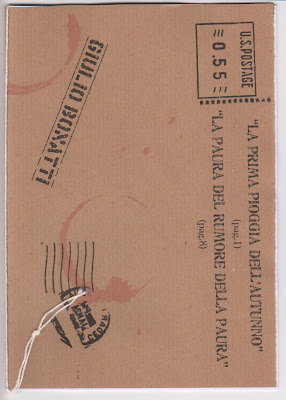 GIULIO BONATTI
U.S. POSTAGE
0.55
"LA PRIMA PIOGGIA DELL'AUTUNNO"
(pag.1)
"LA PAURA DEL RUMORE DELLA PAURA"
(pag.8)